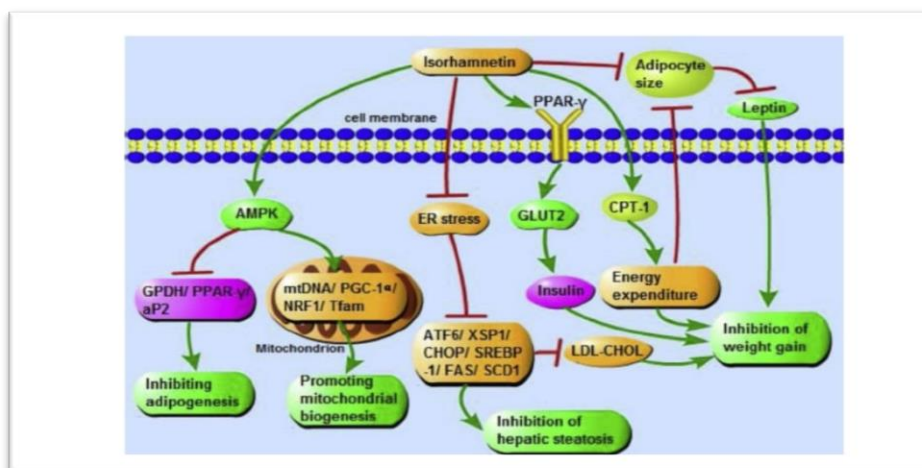 Isorhamnetin
Adipocyte
size
PPAR-γ
Leptin
cell membrane
AMPK
ER stress
GLUT2
CPT-1
GPDH/ PPAR-γ/
aP2
mtDNA/ PGC-1α/
NRF1/ Tfam
Insulin
Energy
expenditure
Mitochondrion
ATF6/ XSP1/
CHOP/ SREBP
-1/ FAS/ SCD1
LDL-CHOL
Inhibition of
weight gain
Inhibiting
adipogenesis
Promoting
mitochondrial
biogenesis
Inhibition of
hepatic steatosis